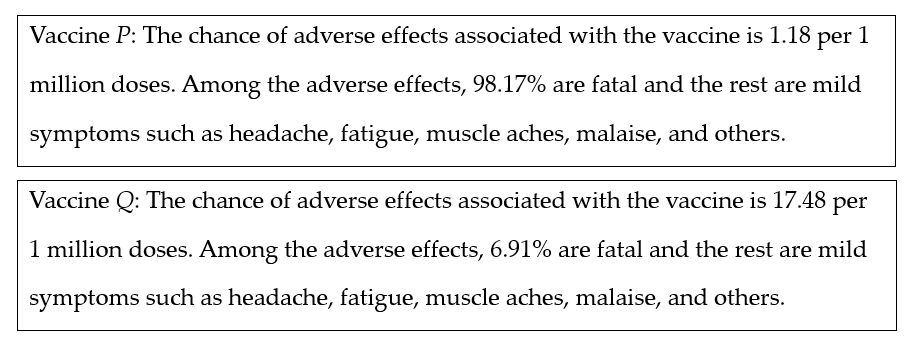 Vaccine P: The chance of adverse effects associated with the vaccine is 1.18 per 1
million doses. Among the adverse effects, 98.17% are fatal and the rest are mild
symptoms such as headache, fatigue, muscle aches, malaise, and others.
Vaccine Q: The chance of adverse effects associated with the vaccine is 17.48 per
1 million doses. Among the adverse effects, 6.91% are fatal and the rest are mild
symptoms such as headache, fatigue, muscle aches, malaise, and others.